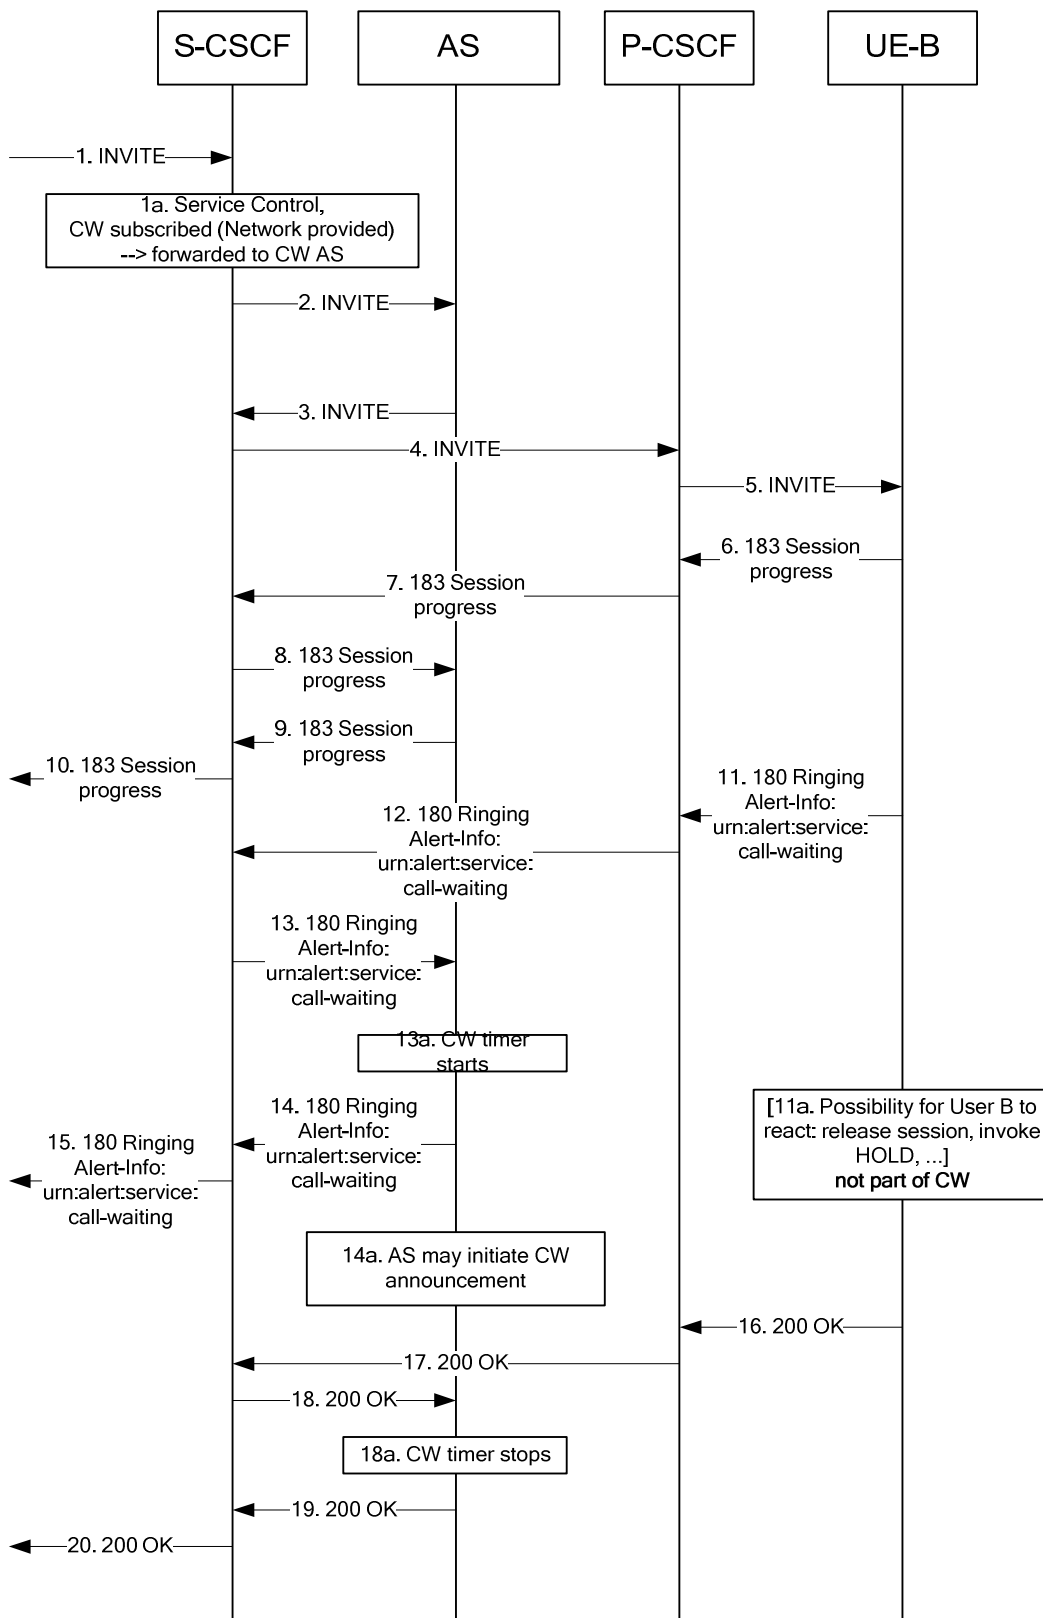 S-CSCF
AS
P-CSCF
UE-B
1. INVITE
1a. Service Control,
CW subscribed (Network provided)
--> forwarded to CW AS
2. INVITE
3. INVITE
4. INVITE
5. INVITE
6. 183 Session
progress
7. 183 Session
progress
8. 183 Session
progress
9. 183 Session
progress
10. 183 Session
progress
11. 180 Ringing
Alert-Info:
urn:alert:service:
call-waiting
12. 180 Ringing
Alert-Info:
urn:alert:service:
call-waiting
13. 180 Ringing
Alert-Info:
urn:alert:service:
call-waiting
13a. CW timer
starts
[11a. Possibility for User B to
react: release session, invoke
HOLD, ...]
not part of CW
14. 180 Ringing
Alert-Info:
urn:alert:service:
call-waiting
15. 180 Ringing
Alert-Info:
urn:alert:service:
call-waiting
14a. AS may initiate CW
announcement
16. 200 OK
17. 200 OK
18. 200 OK
18a. CW timer stops
19. 200 OK
20. 200 OK